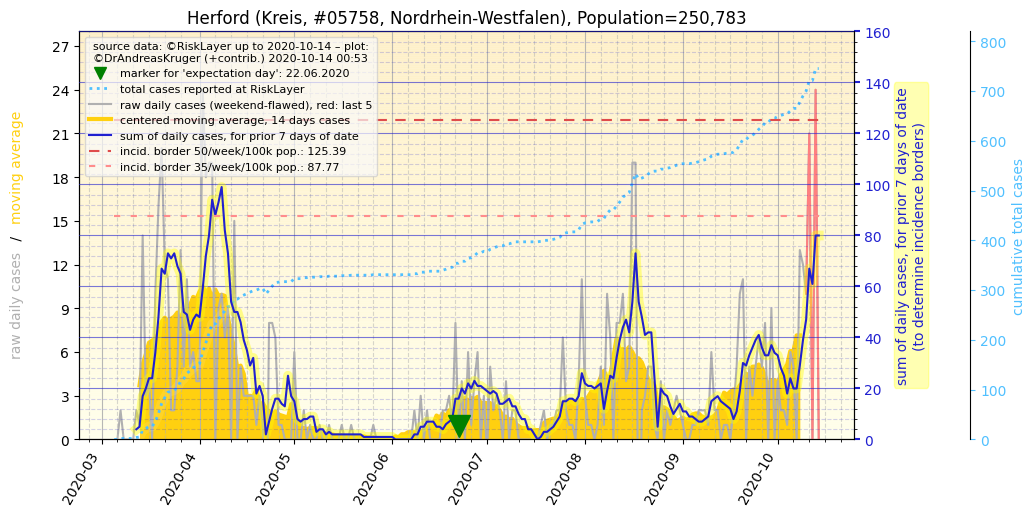 Herford (Kreis, #05758, Nordrhein-Westfalen), Population=250,783
source data: ©RiskLayer up to 2020-10-14 – plot:
©DrAndreasKruger (+contrib.) 2020-10-14 00:53
marker for 'expectation day': 22.06.2020
total cases reported at RiskLayer
raw daily cases (weekend-flawed), red: last 5
centered moving average, 14 days cases
sum of daily cases, for prior 7 days of date
incid. border 50/week/100k pop.: 125.39
incid. border 35/week/100k pop.: 87.77
raw daily cases / moving average
27
24
21
18
15
12
9
6
3
0
2020-03
2020-04
2020-05
2020-06
2020-07
2020-08
2020-09
2020-10
160
140
120
100
80
60
40
20
0
sum of daily cases, for prior 7 days of date
(to determine incidence borders)
800
700
600
500
400
300
200
100
0
cumulative total cases